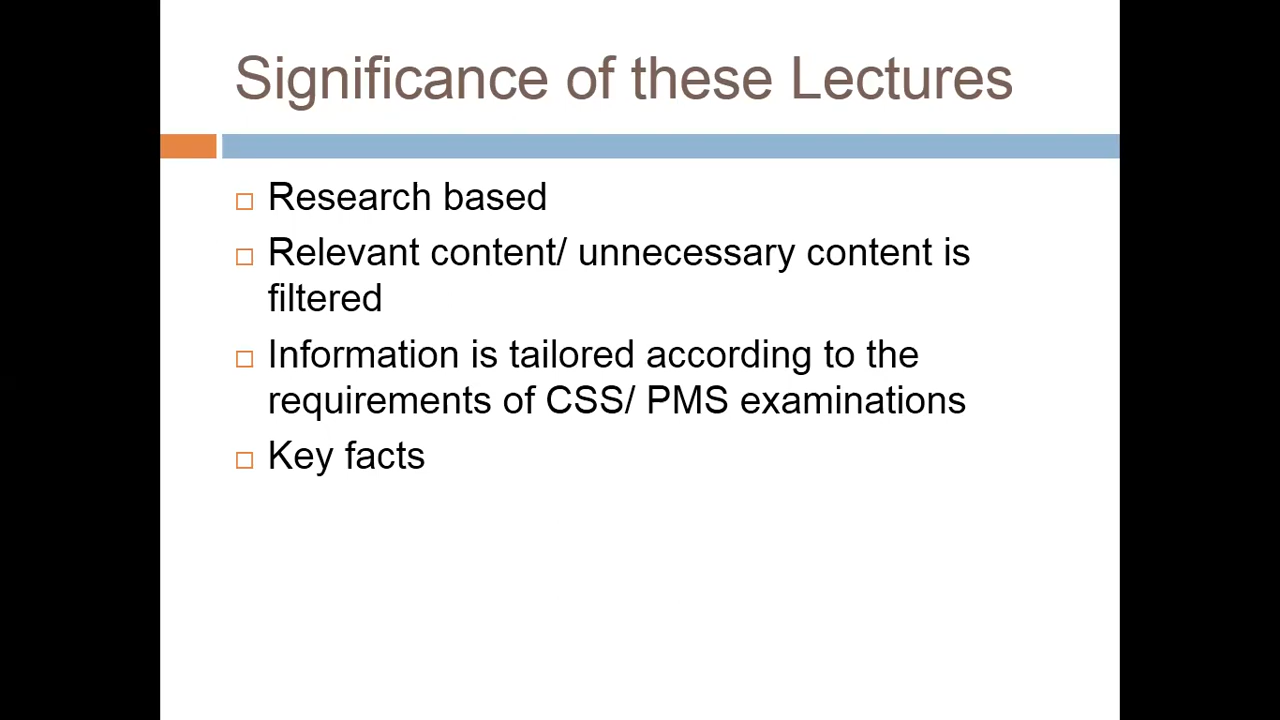 Significance of these Lectures
Research based
Relevant content/ unnecessary content is
filtered
Information is tailored according to the
requirements of CSS/ PMS examinations
Key facts